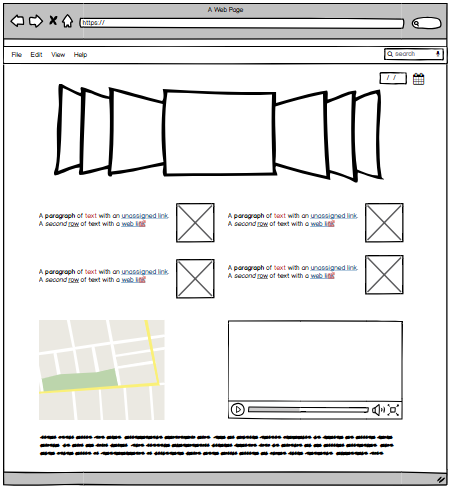 A Web Page
https://
File Edit View Help
search
/ /
A paragraph of text with an unassigned link.
A second row of text with a web link
A paragraph of text with an unassigned link.
A second row of text with a web link
A paragraph of text with an unassigned link.
A second row of text with a web link
A paragraph of text with an unassigned link.
A second row of text with a web link